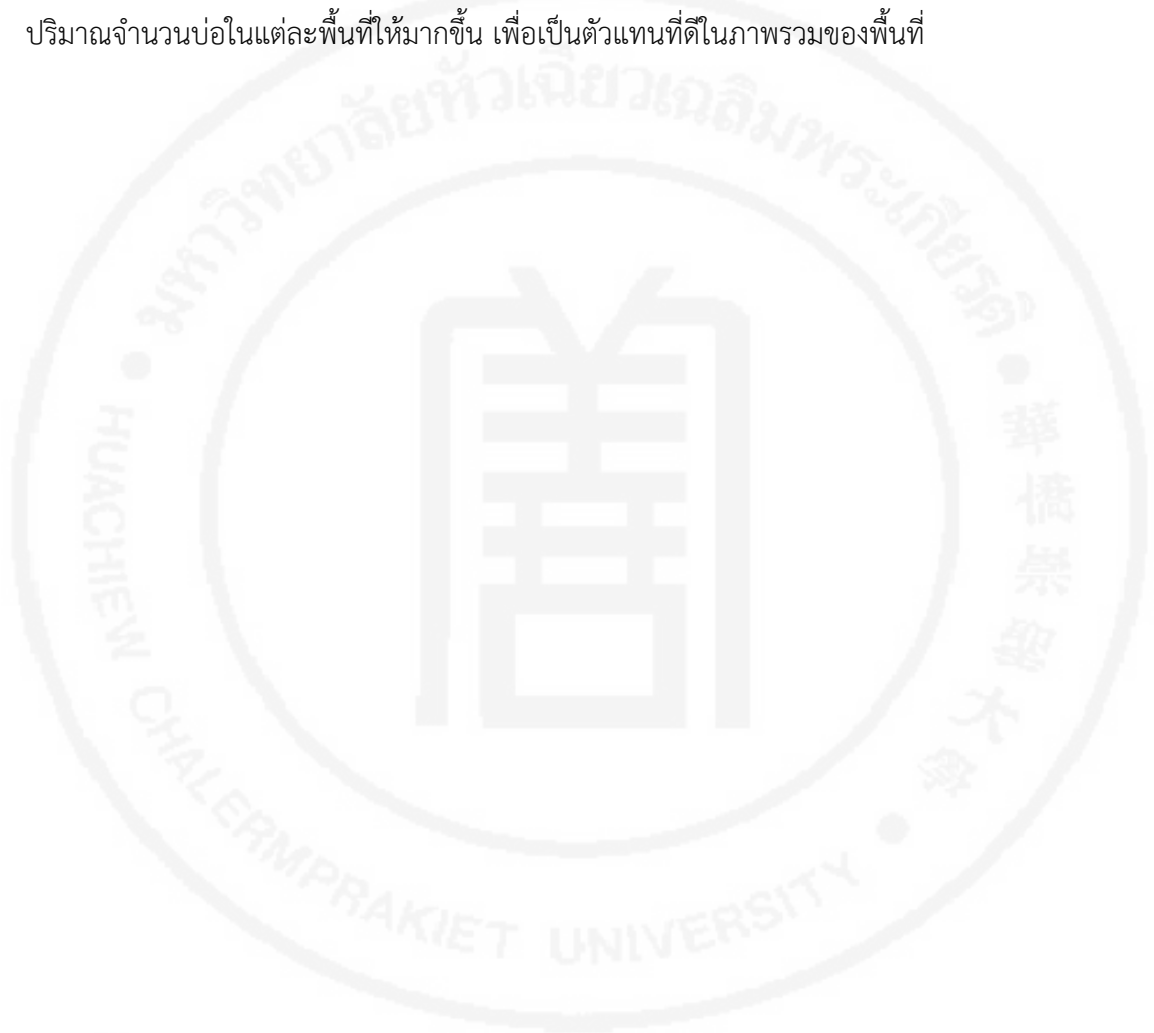 ปริมาณจำนวนบ่อในแต่ละพื้นที่ให้มากขึ้น เพื่อเป็นตัวแทนที่ดีในภาพรวมของพื้นที่
มหาวิทยาลัยหัวเฉียวเฉลิมพระเกียรติ
華僑崇聖大學
HUACHIEW CHALERMPRAKIET UNIVERSITY